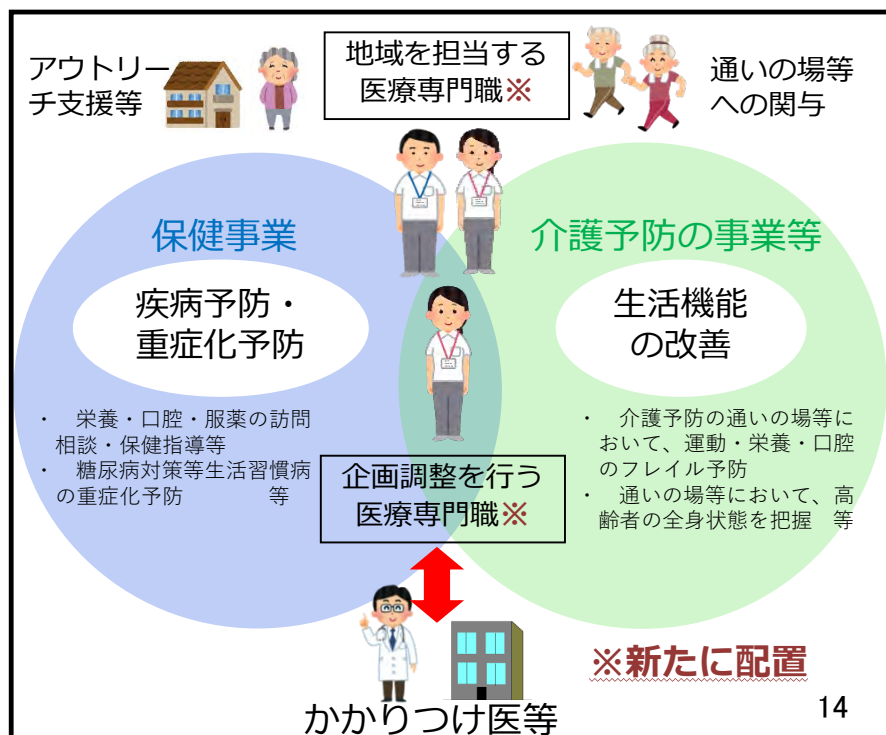 アウトリー
チ支援等
地域を担当する
医療専門職※
通いの場等
への関与
保健事業
介護予防の事業等
疾病予防・
重症化予防
生活機能
の改善
・　栄養・口腔・服薬の訪問
相談・保健指導等
・　糖尿病対策等生活習慣病
の重症化予防　　　　等
・　介護予防の通いの場等に
おいて、運動・栄養・口腔
のフレイル予防
・　通いの場等において、高
齢者の全身状態を把握　等
企画調整を行う
医療専門職※
※新たに配置
かかりつけ医等
14